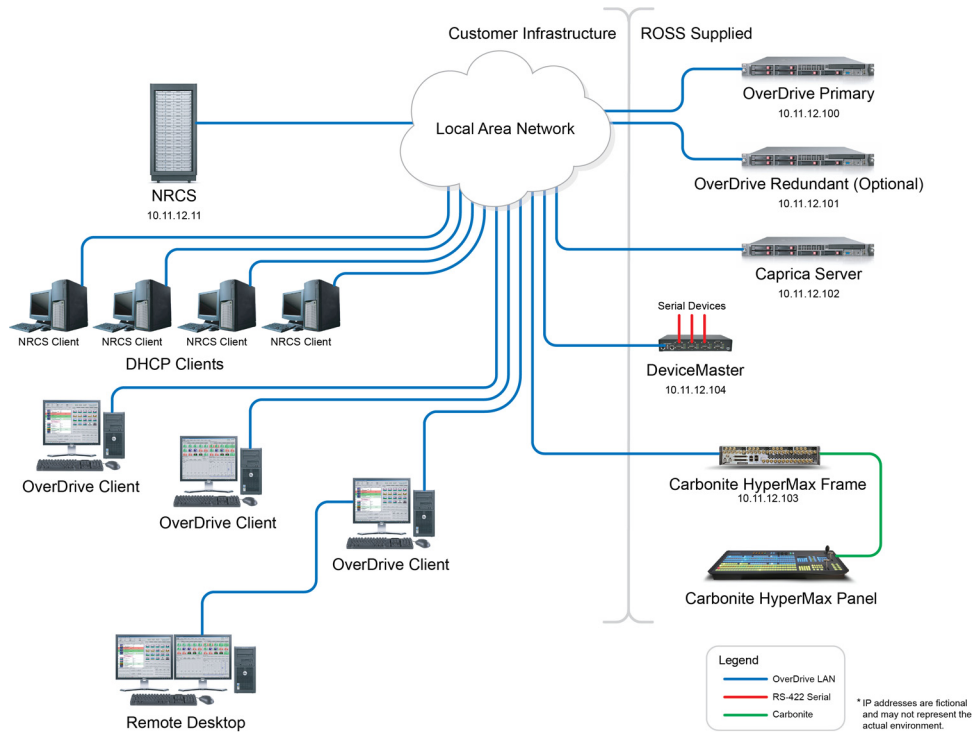 Customer Infrastructure
ROSS Supplied
Local Area Network
OverDrive Primary
10.11.12.100
NRCS
10.11.12.11
OverDrive Redundant (Optional)
10.11.12.101
Caprica Server
10.11.12.102
NRCS Client
NRCS Client
NRCS Client
NRCS Client
DHCP Clients
Serial Devices
DeviceMaster
10.11.12.104
OverDrive Client
OverDrive Client
OverDrive Client
Carbonite HyperMax Frame
10.11.12.103
Carbonite HyperMax Panel
Remote Desktop
Legend
OverDrive LAN
RS-422 Serial
Carbonite
* IP addresses are fictional
and may not represent the
actual environment.